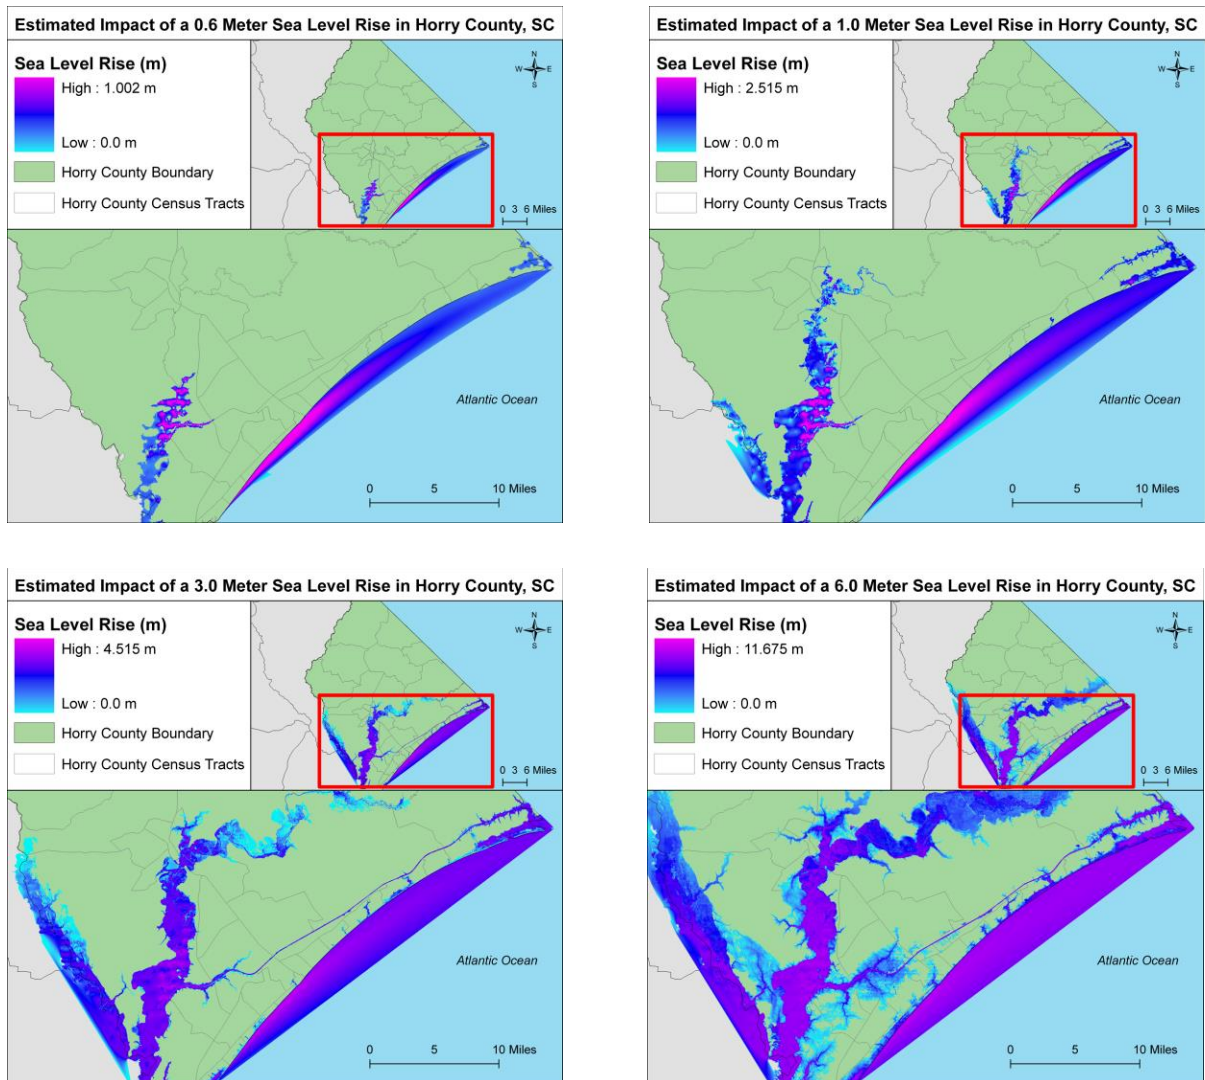 Estimated Impact of a 0.6 Meter Sea Level Rise in Horry County, SC
Sea Level Rise (m)
High : 1.002 m
Low : 0.0 m
Horry County Boundary
Horry County Census Tracts
N
W E
S
0 3 6 Miles
Atlantic Ocean
0 5 10 Miles
Estimated Impact of a 1.0 Meter Sea Level Rise in Horry County, SC
Sea Level Rise (m)
High : 2.515 m
Low : 0.0 m
Horry County Boundary
Horry County Census Tracts
N
W E
S
0 3 6 Miles
Atlantic Ocean
0 5 10 Miles
Estimated Impact of a 3.0 Meter Sea Level Rise in Horry County, SC
Sea Level Rise (m)
High : 4.515 m
Low : 0.0 m
Horry County Boundary
Horry County Census Tracts
N
W E
S
0 3 6 Miles
Atlantic Ocean
0 5 10 Miles
Estimated Impact of a 6.0 Meter Sea Level Rise in Horry County, SC
Sea Level Rise (m)
High : 11.675 m
Low : 0.0 m
Horry County Boundary
Horry County Census Tracts
N
W E
S
0 3 6 Miles
Atlantic Ocean
0 5 10 Miles